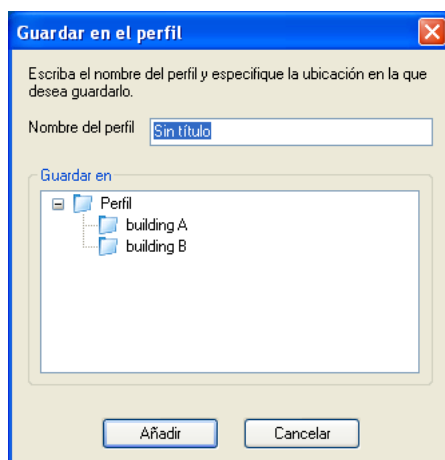 Guardar en el perfil
Escriba el nombre del perfil y especifique la ubicación en la que
desea guardarlo.
Nombre del perfil Sin título
Guardar en
Perfil
building A
building B
Añadir Cancelar